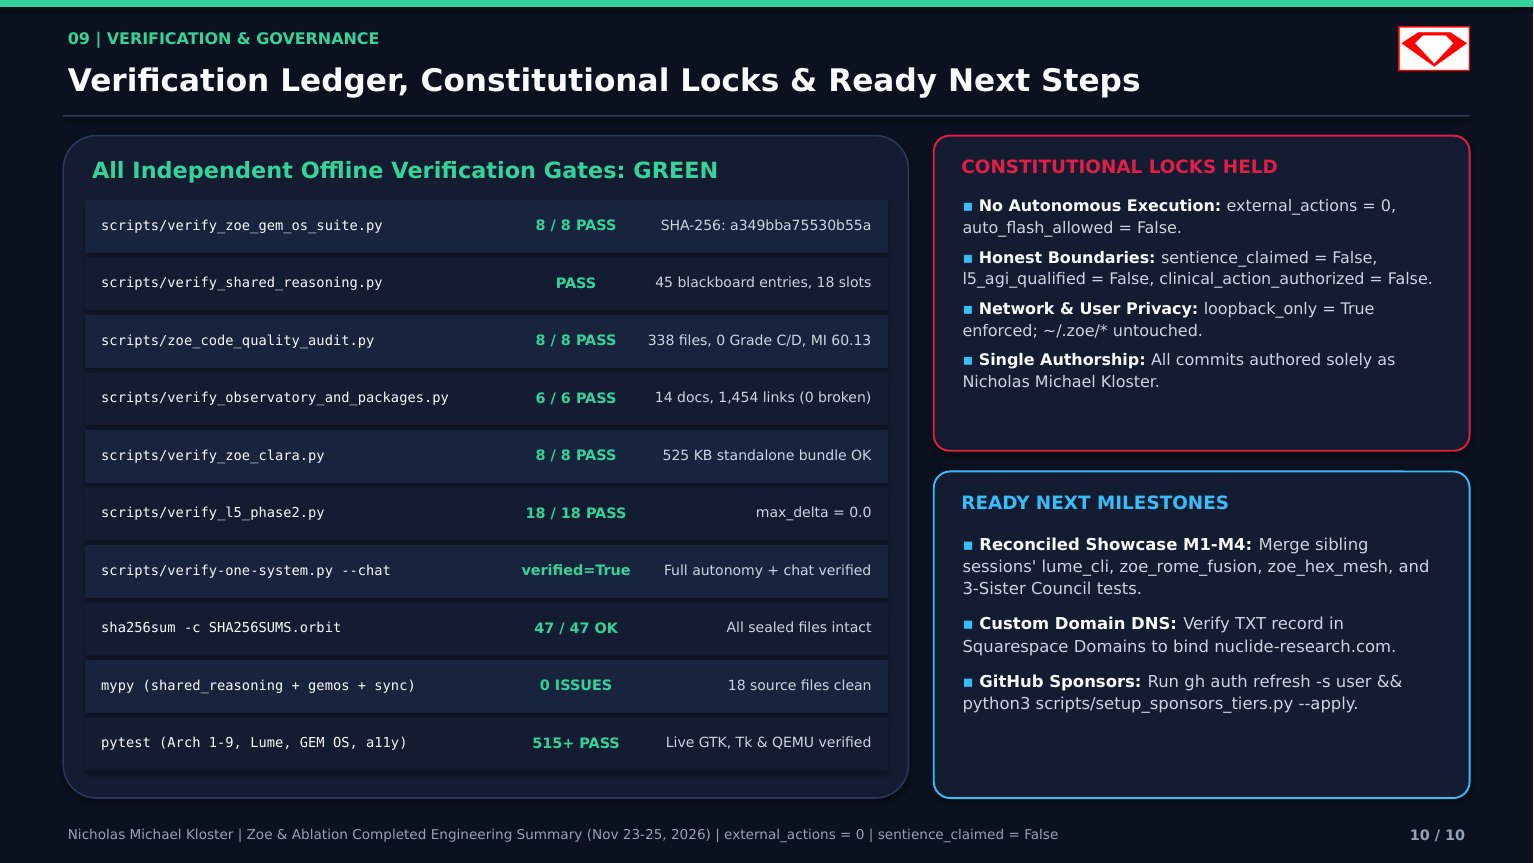 09 | VERIFICATION & GOVERNANCE
Verification Ledger, Constitutional Locks & Ready Next Steps
All Independent Offline Verification Gates: GREEN
scripts/verify_zoe_gem_os_suite.py 8 / 8 PASS SHA-256: a349bba75530b55a
scripts/verify_shared_reasoning.py PASS 45 blackboard entries, 18 slots
scripts/zoe_code_quality_audit.py 8 / 8 PASS 338 files, 0 Grade C/D, MI 60.13
scripts/verify_observatory_and_packages.py 6 / 6 PASS 14 docs, 1,454 links (0 broken)
scripts/verify_zoe_clara.py 8 / 8 PASS 525 KB standalone bundle OK
scripts/verify_l5_phase2.py 18 / 18 PASS max_delta = 0.0
scripts/verify-one-system.py --chat verified=True Full autonomy + chat verified
sha256sum -c SHA256SUMS.orbit 47 / 47 OK All sealed files intact
mypy (shared_reasoning + gemos + sync) 0 ISSUES 18 source files clean
pytest (Arch 1-9, Lume, GEM OS, a11y) 515+ PASS Live GTK, Tk & QEMU verified
CONSTITUTIONAL LOCKS HELD
▪ No Autonomous Execution: external_actions = 0,
auto_flash_allowed = False.
▪ Honest Boundaries: sentience_claimed = False,
l5_agi_qualified = False, clinical_action_authorized = False.
▪ Network & User Privacy: loopback_only = True
enforced; ~/.zoe/* untouched.
▪ Single Authorship: All commits authored solely as
Nicholas Michael Kloster.
READY NEXT MILESTONES
▪ Reconciled Showcase M1-M4: Merge sibling
sessions' lume_cli, zoe_rome_fusion, zoe_hex_mesh, and
3-Sister Council tests.
▪ Custom Domain DNS: Verify TXT record in
Squarespace Domains to bind nuclide-research.com.
▪ GitHub Sponsors: Run gh auth refresh -s user &&
python3 scripts/setup_sponsors_tiers.py --apply.
Nicholas Michael Kloster | Zoe & Ablation Completed Engineering Summary (Nov 23-25, 2026) | external_actions = 0 | sentience_claimed = False
10 / 10